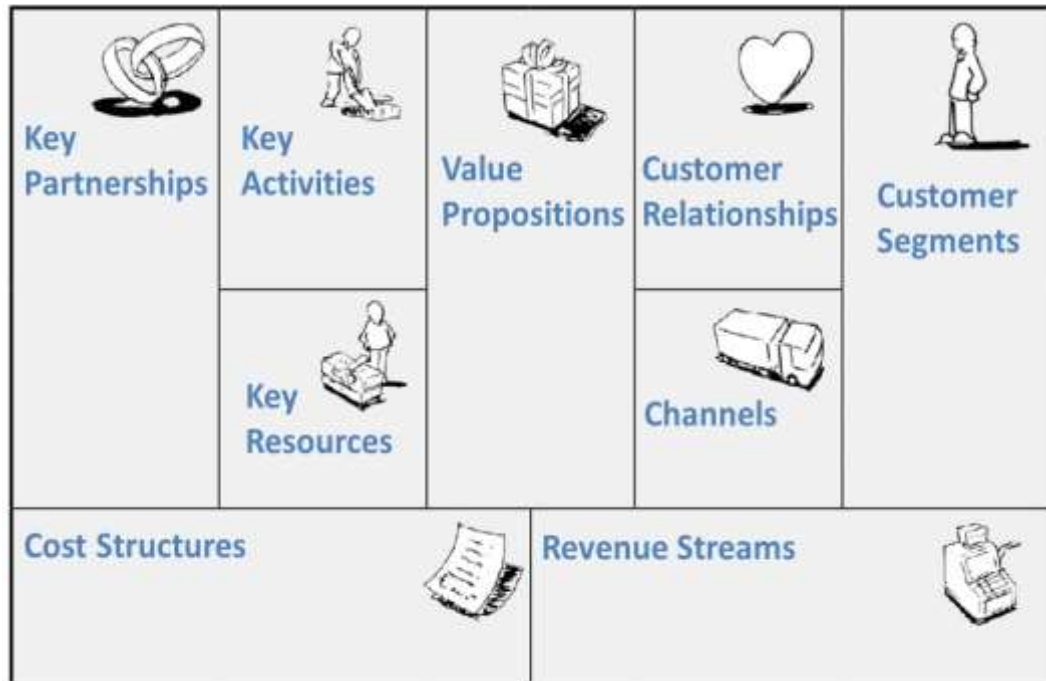 Key
Partnerships
Key
Activities
Value
Propositions
Customer
Relationships
Customer
Segments
Key
Resources
Channels
Cost Structures
Revenue Streams